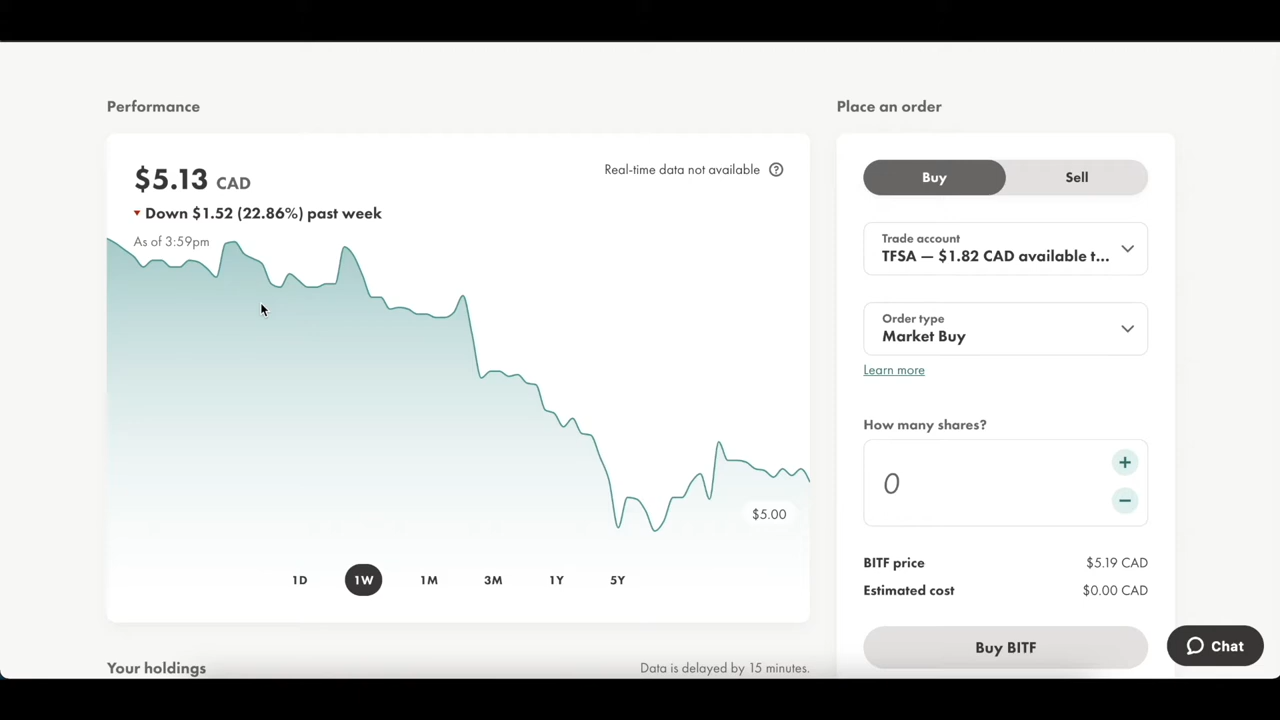 Performance
$5.13 CAD
Real-time data not available ?
Down $1.52 (22.86%) past week
As of 3:59pm
$5.00
1D 1W 1M 3M 1Y 5Y
Your holdings
Data is delayed by 15 minutes.
Place an order
Buy Sell
Trade account
TFSA — $1.82 CAD available t...
Order type
Market Buy
Learn more
How many shares?
0
+
−
BITF price $5.19 CAD
Estimated cost $0.00 CAD
Buy BITF
Chat